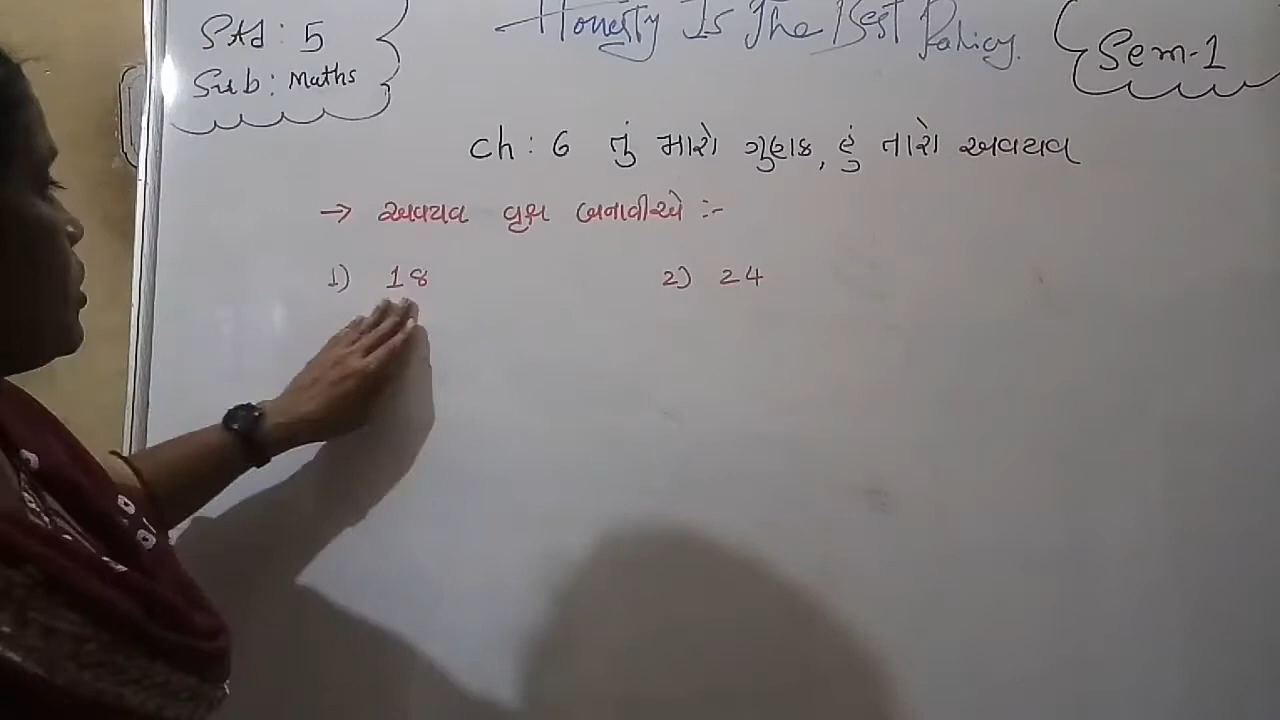 Std : 5
Sub : Maths
Honesty Is The Best Policy.
Sem-1
ch : 6 તું મારો ગુણક, હું તારો અવયવ
→ અવયવ વૃક્ષ બનાવીએ :-
1) 18
2) 24